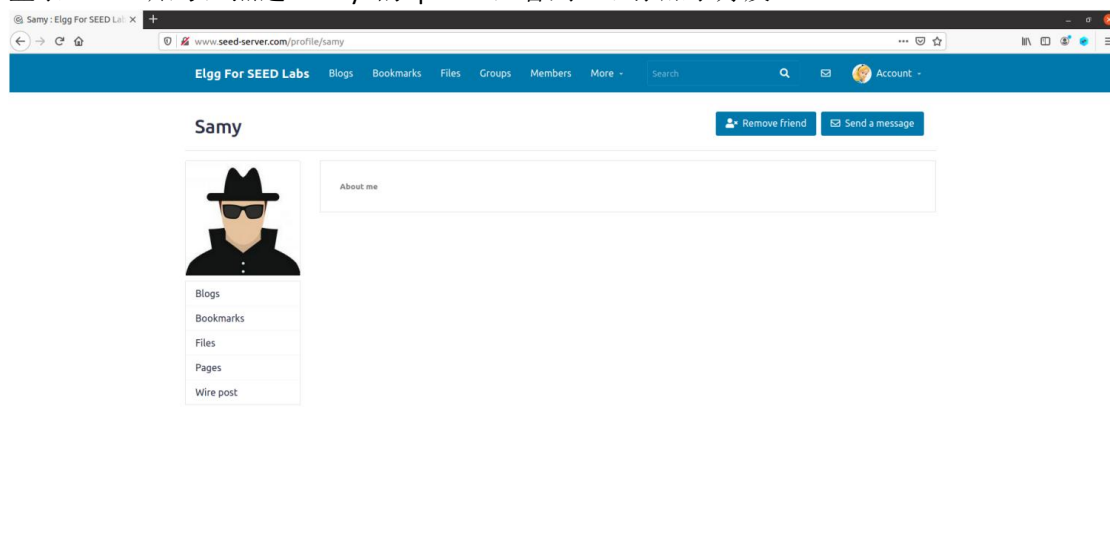 Samy : Elgg For SEED Lab
www.seed-server.com/profile/samy
Elgg For SEED Labs Blogs Bookmarks Files Groups Members More Search Account
Samy
Remove friend Send a message
About me
Blogs
Bookmarks
Files
Pages
Wire post